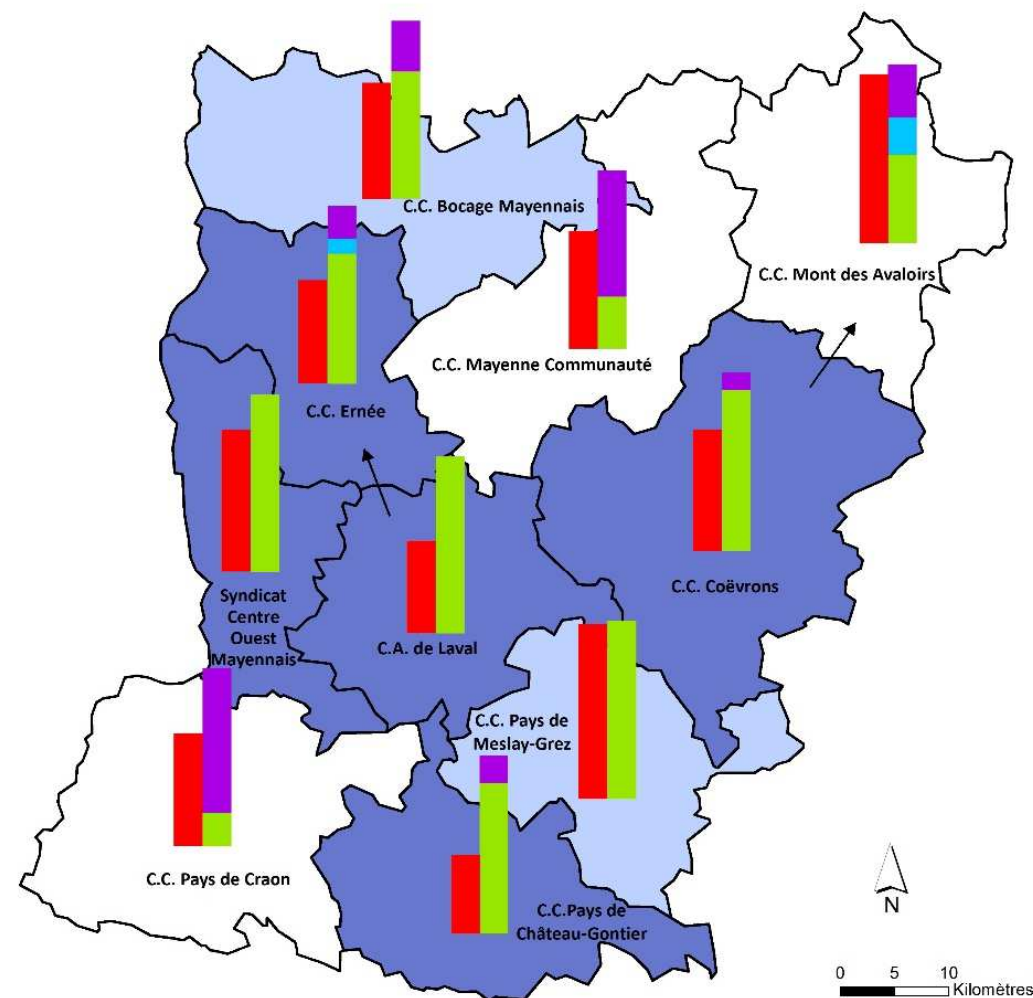 C.C. Bocage Mayennais
C.C. Mont des Avaloirs
C.C. Mayenne Communauté
C.C. Ernée
C.C. Coëvrons
Syndicat
Centre
Ouest
Mayennais
C.A. de Laval
C.C. Pays de
Meslay-Grez
C.C. Pays de Craon
C.C.Pays de
Château-Gontier
N
0 5 10
Kilomètres